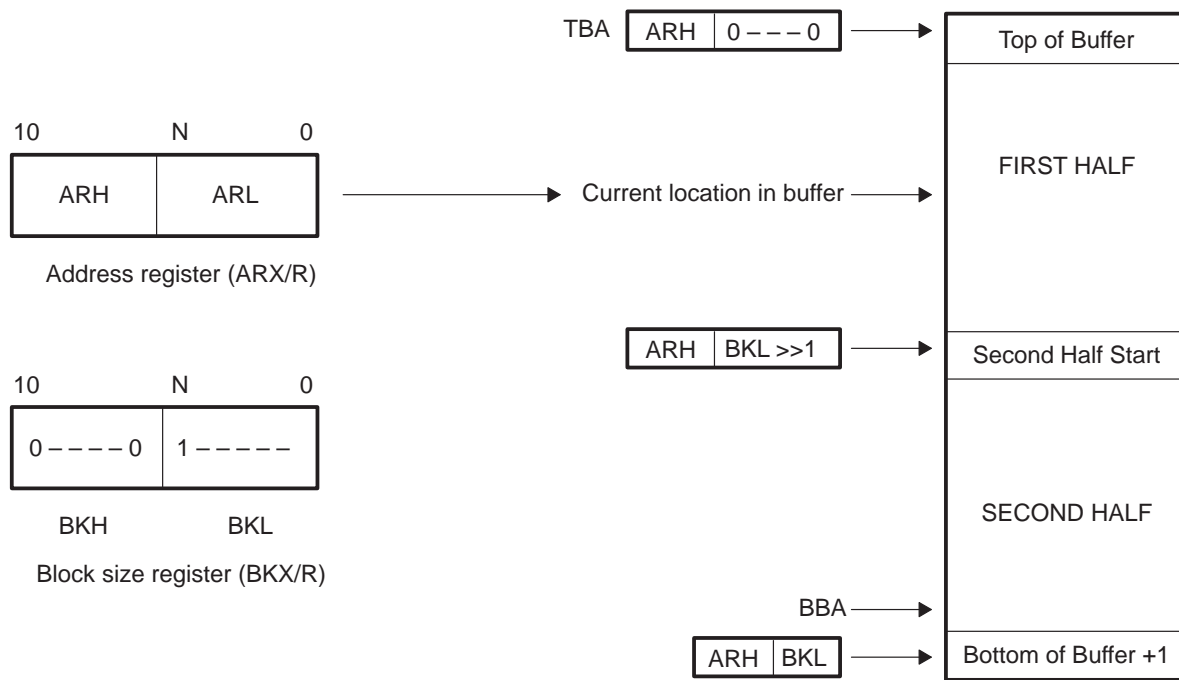 TBA ARH 0 – – – 0 Top of Buffer
10 N 0
ARH ARL
Address register (ARX/R)
Current location in buffer
FIRST HALF
ARH BKL >>1 Second Half Start
10 N 0
0 – – – – 0 1 – – – – –
BKH BKL
Block size register (BKX/R)
SECOND HALF
BBA
ARH BKL Bottom of Buffer +1